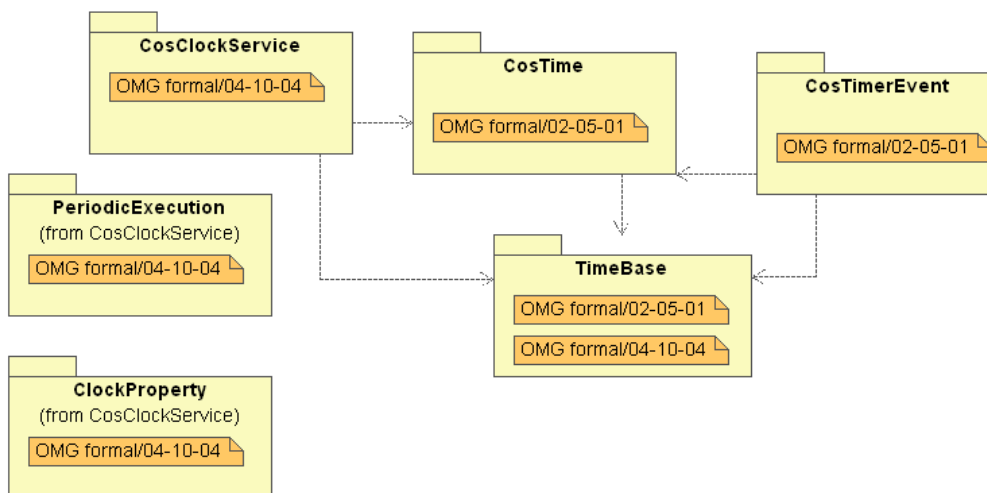 CosClockService
OMG formal/04-10-04
CosTime
OMG formal/02-05-01
CosTimerEvent
OMG formal/02-05-01
PeriodicExecution
(from CosClockService)
OMG formal/04-10-04
TimeBase
OMG formal/02-05-01
OMG formal/04-10-04
ClockProperty
(from CosClockService)
OMG formal/04-10-04